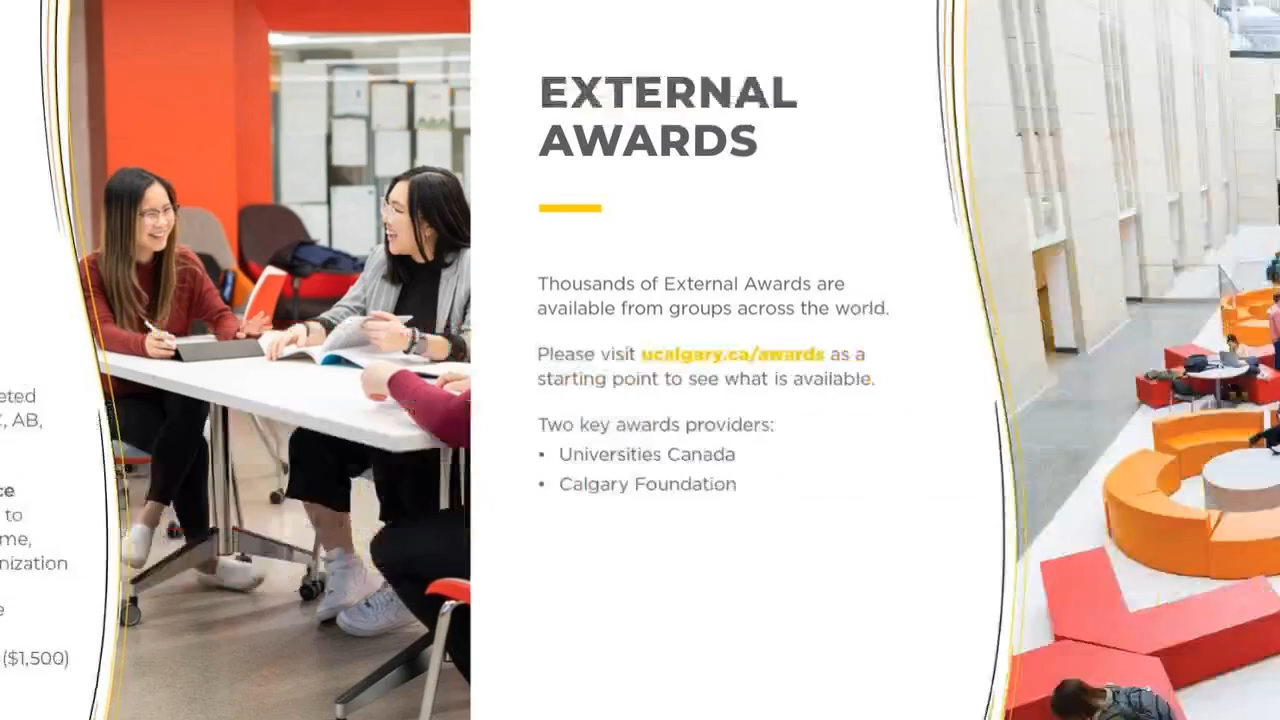 EXTERNAL
AWARDS
Thousands of External Awards are
available from groups across the world.
Please visit ucalgary.ca/awards as a
starting point to see what is available.
Two key awards providers:
• Universities Canada
• Calgary Foundation
eted
, AB,
ce
to
me,
nization
e
($1,500)